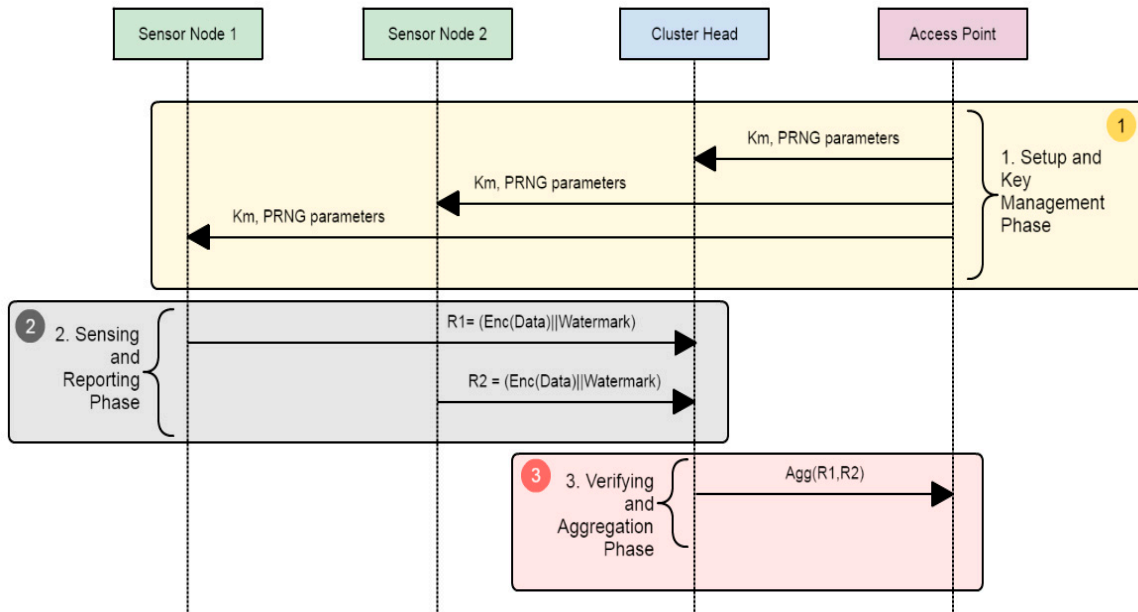 Sensor Node 1
Sensor Node 2
Cluster Head
Access Point
1
Km, PRNG parameters
Km, PRNG parameters
Km, PRNG parameters
1. Setup and
Key
Management
Phase
2
2. Sensing
and
Reporting
Phase
R1= (Enc(Data)||Watermark)
R2 = (Enc(Data)||Watermark)
3
3. Verifying
and
Aggregation
Phase
Agg(R1,R2)